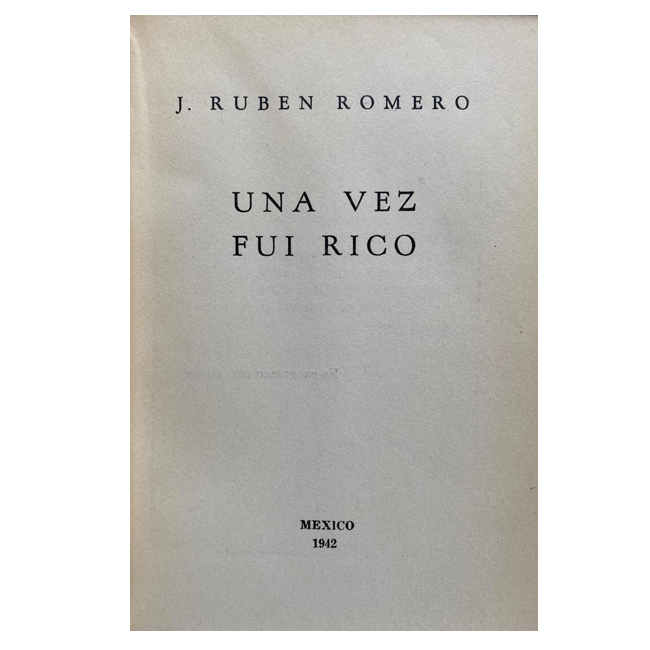 J. RUBEN ROMERO
UNA VEZ
FUI RICO
MEXICO
1942